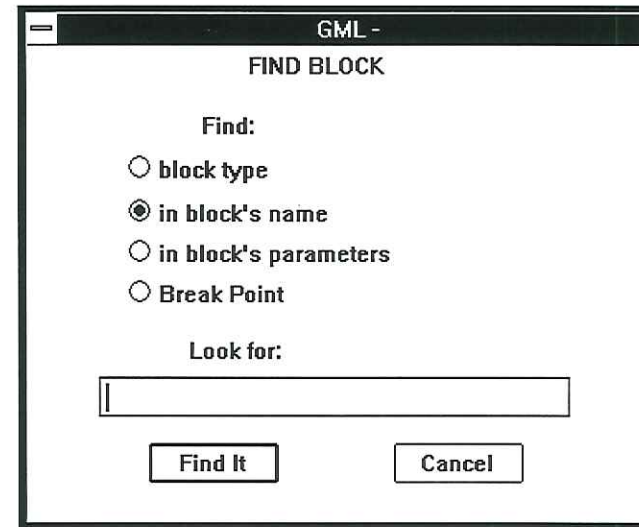 GML -
FIND BLOCK
Find:
block type
in block's name
in block's parameters
Break Point
Look for:
Find It
Cancel